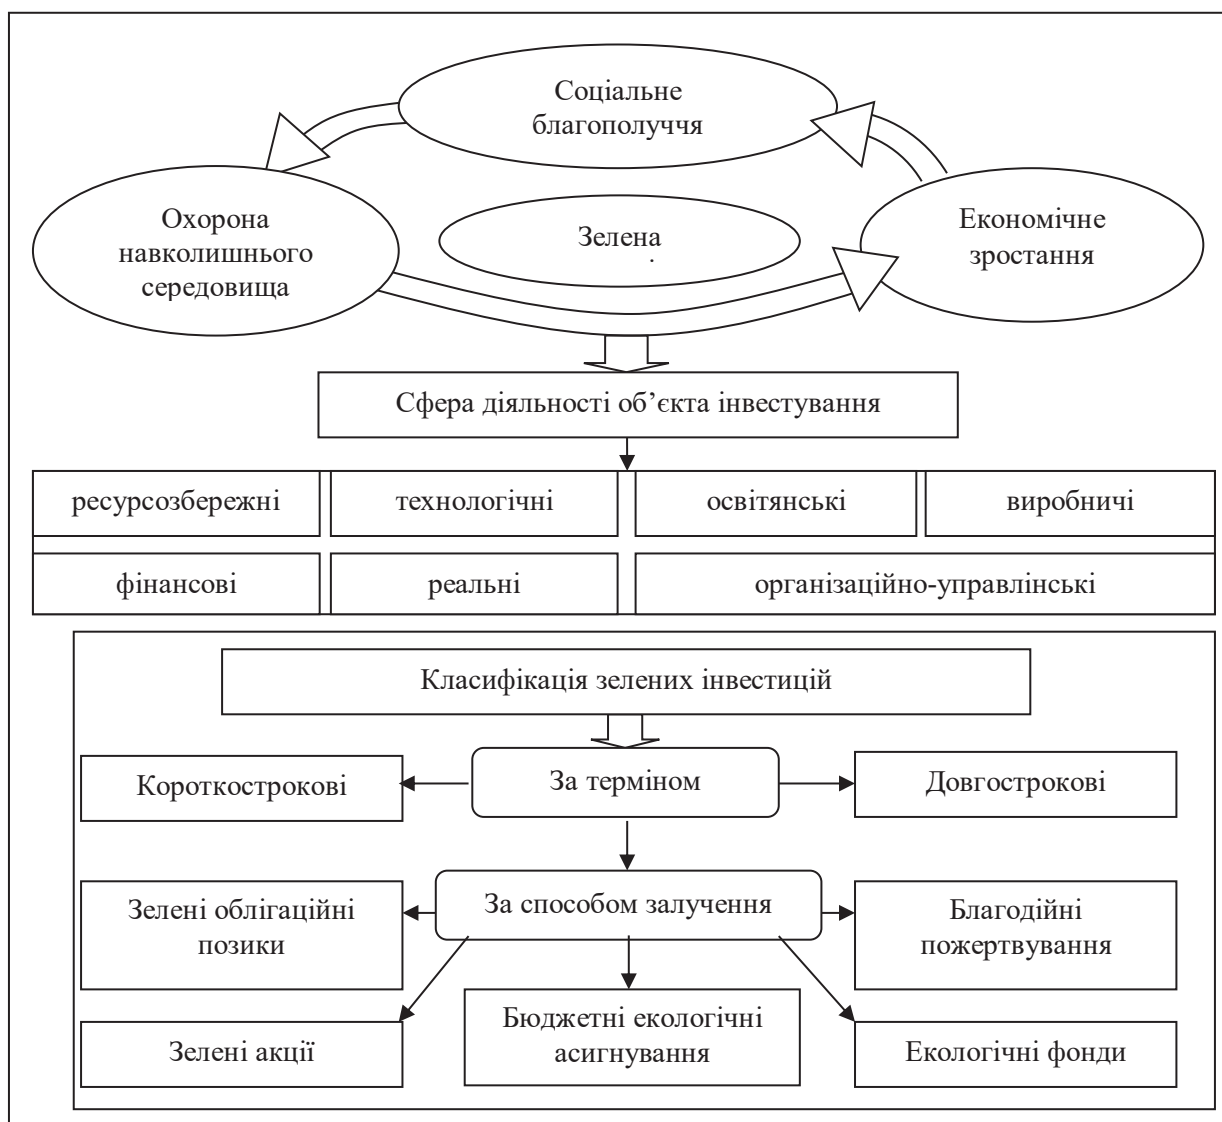 Соціальне
благополуччя
Охорона
навколишнього
середовища
Зелена
Економічне
зростання
Сфера діяльності об’єкта інвестування
ресурсозбережні
технологічні
освітянські
виробничі
фінансові
реальні
організаційно-управлінські
Класифікація зелених інвестицій
Короткострокові
За терміном
Довгострокові
Зелені облігаційні
позики
За способом залучення
Благодійні
пожертвування
Зелені акції
Бюджетні екологічні
асигнування
Екологічні фонди